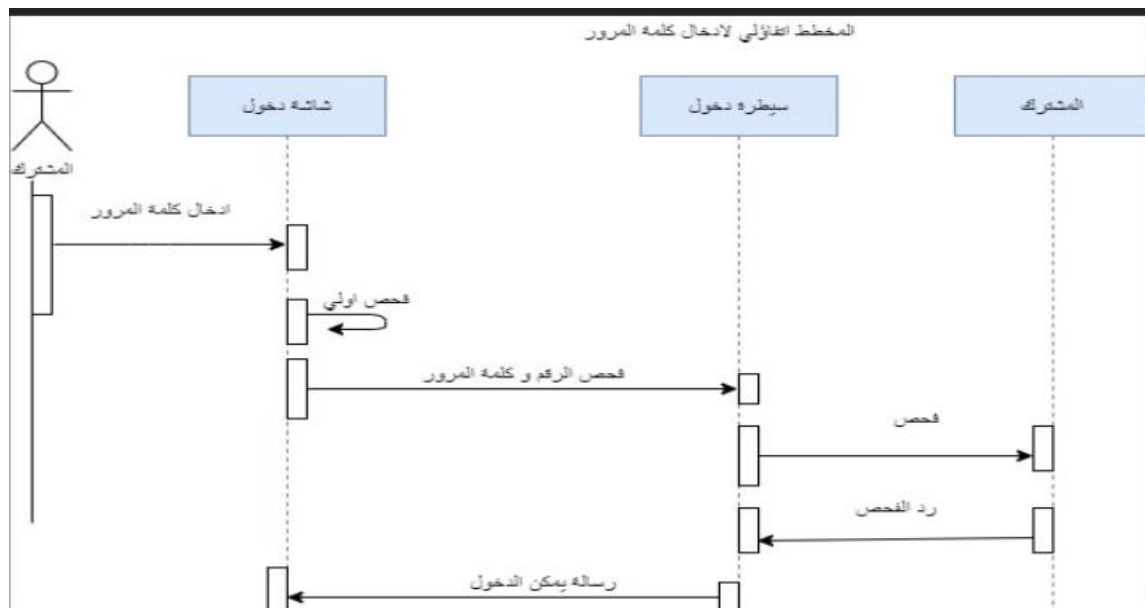 المخطط اتفاؤلي لادخال كلمة المرور
شاشه دخول
سيطره دخول
المشترك
المشترك
ادخال كلمة المرور
فحص اولي
فحص الرقم و كلمة المرور
فحص
رد الفحص
رساله يمكن الدخول